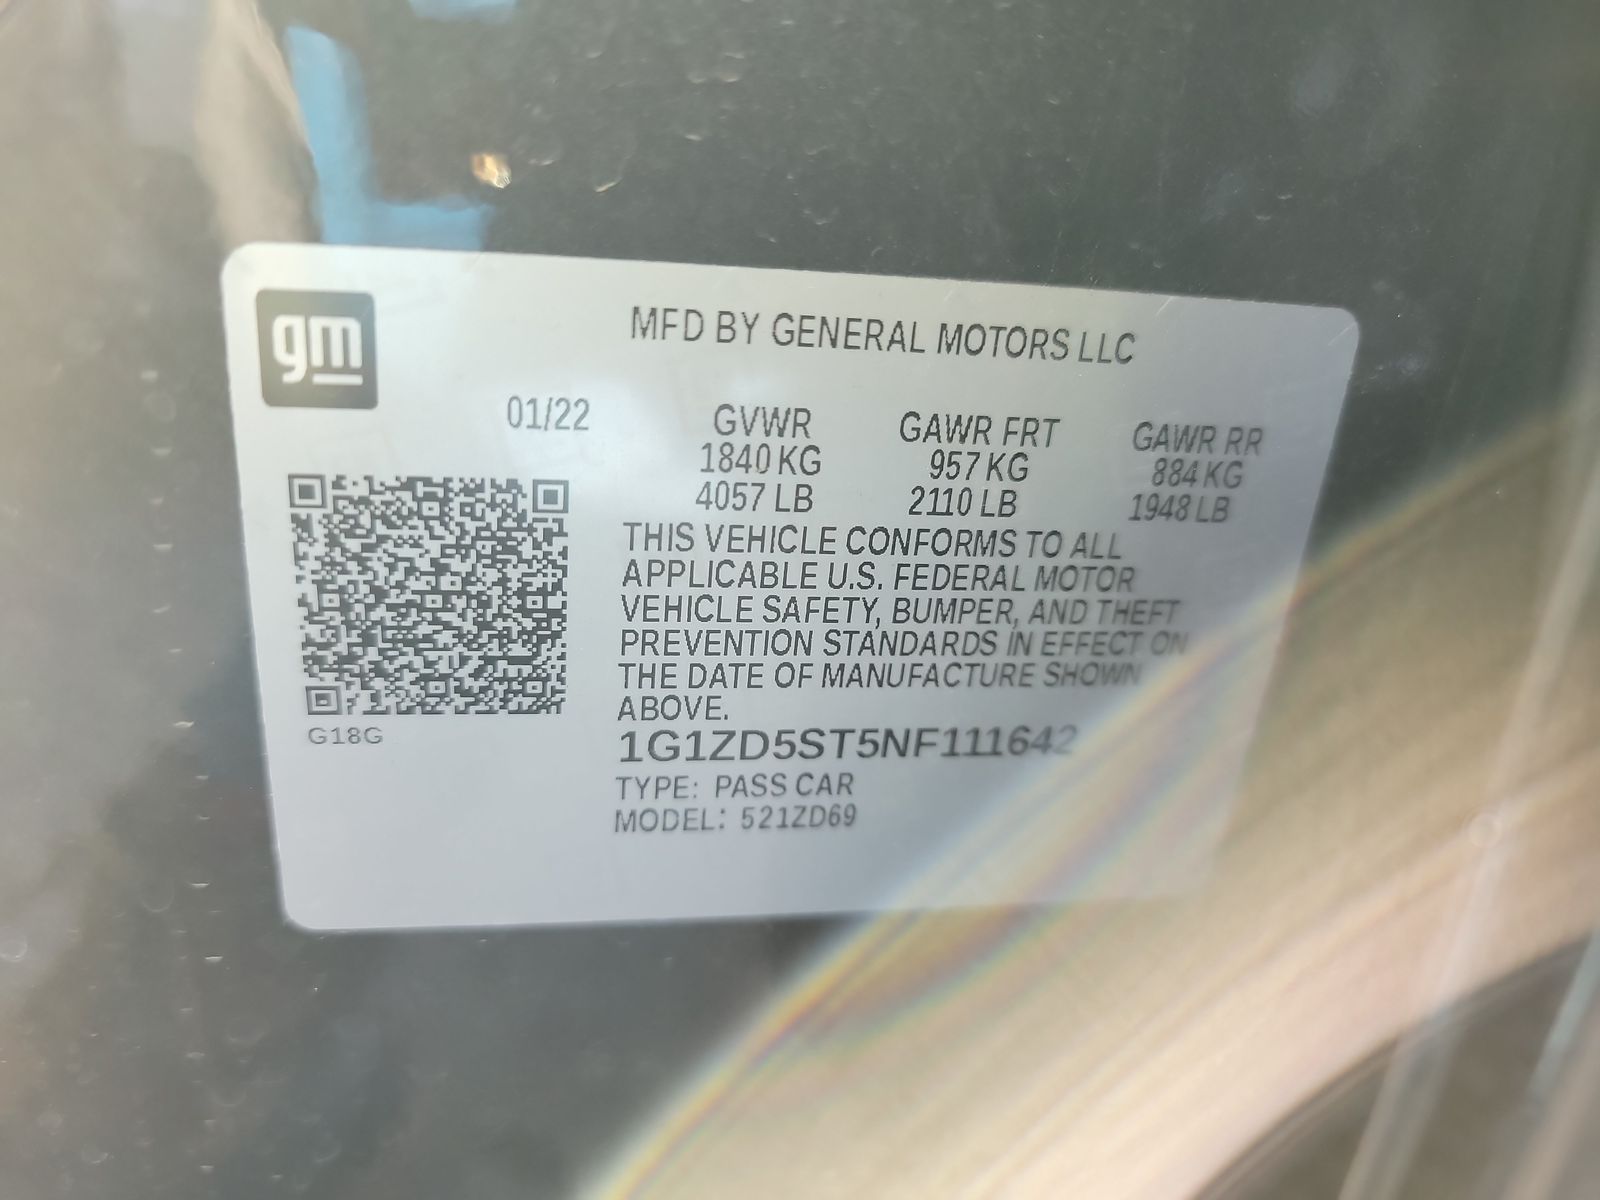 gm
MFD BY GENERAL MOTORS LLC
01/22 GVWR GAWR FRT GAWR RR
1840 KG 957 KG 884 KG
4057 LB 2110 LB 1948 LB
THIS VEHICLE CONFORMS TO ALL
APPLICABLE U.S. FEDERAL MOTOR
VEHICLE SAFETY, BUMPER, AND THEFT
PREVENTION STANDARDS IN EFFECT ON
THE DATE OF MANUFACTURE SHOWN
ABOVE.
G18G
1G1ZD5ST5NF111642
TYPE: PASS CAR
MODEL: 521ZD69